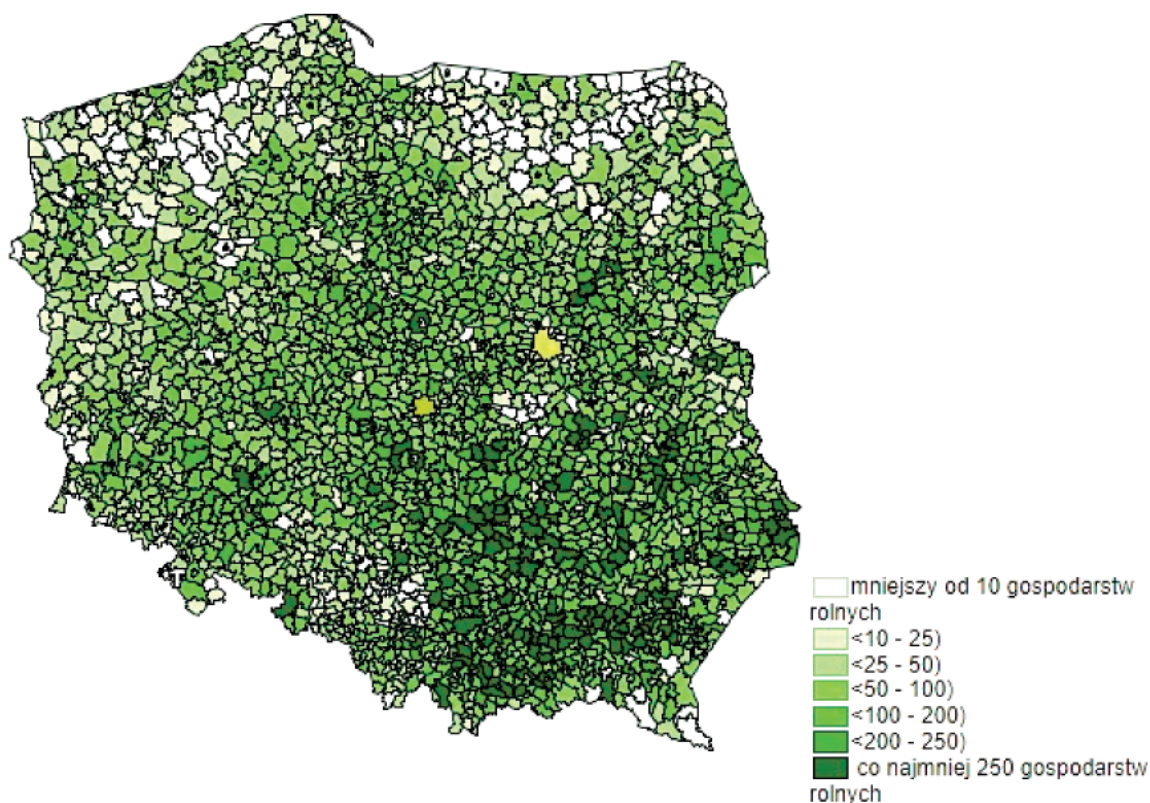 mniejszy od 10 gospodarstw
rolnych
<10 - 25)
<25 - 50)
<50 - 100)
<100 - 200)
<200 - 250)
co najmniej 250 gospodarstw
rolnych